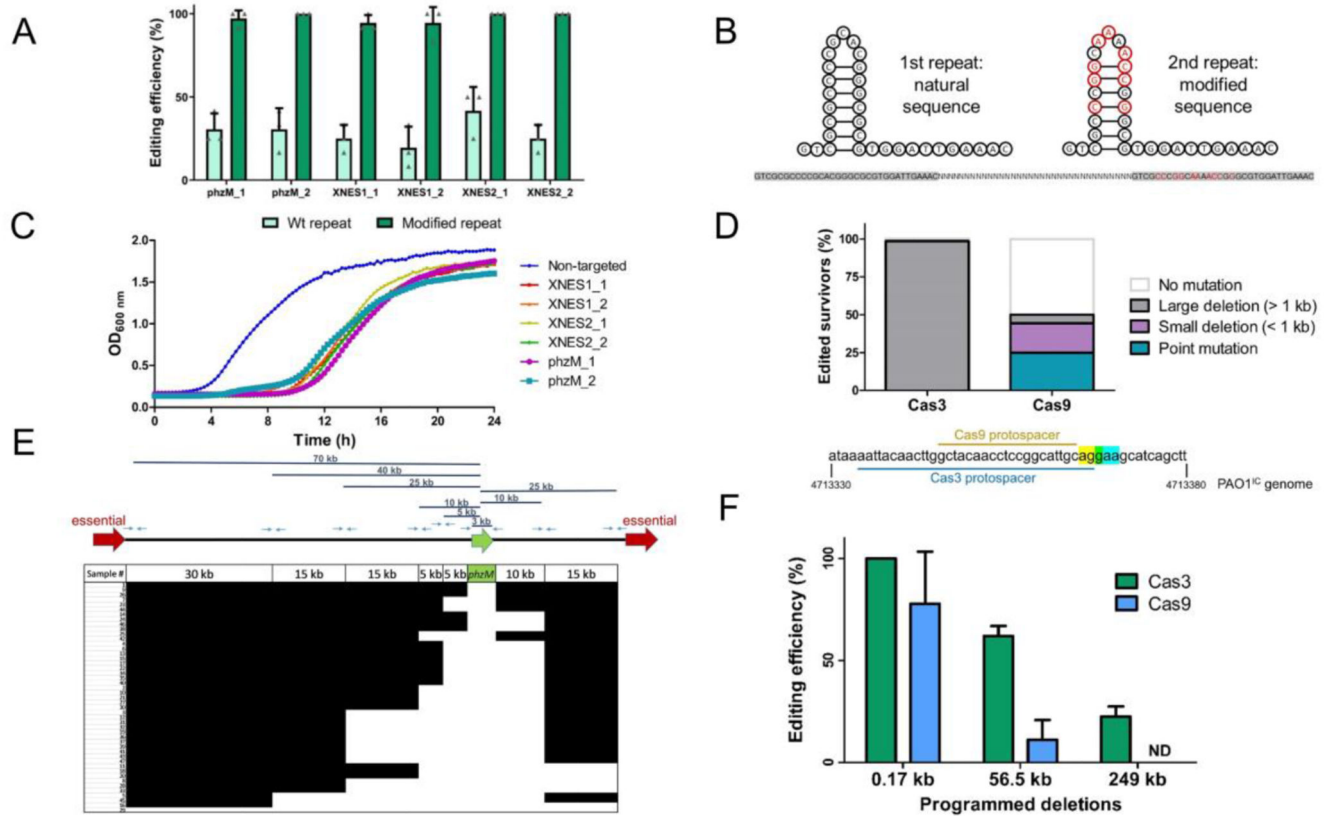 A
Editing efficiency (%)
100
50
0
phzM_1
phzM_2
XNES1_1
XNES1_2
XNES2_1
XNES2_2
Wt repeat
Modified repeat
B
1st repeat:
natural
sequence
2nd repeat:
modified
sequence
GTGGATTGAAAC
GTGGATTGAAAC
C
OD600 nm
2.0
1.5
1.0
0.5
0.0
0
4
8
12
16
20
24
Time (h)
Non-targeted
XNES1_1
XNES1_2
XNES2_1
XNES2_2
phzM_1
phzM_2
D
Edited survivors (%)
100
75
50
25
0
Cas3
Cas9
No mutation
Large deletion (> 1 kb)
Small deletion (< 1 kb)
Point mutation
Cas9 protospacer
ataaaattacaacttggctacaacctccggcattgcaggaagcatcagctt
Cas3 protospacer
4713330
4713380
PAO1IC genome
E
70 kb
40 kb
25 kb
25 kb
10 kb
10 kb
5 kb
3 kb
essential
essential
Sample #
30 kb
15 kb
15 kb
5 kb
5 kb
phzM
10 kb
15 kb
F
Editing efficiency (%)
100
50
0
Cas3
Cas9
ND
0.17 kb
56.5 kb
249 kb
Programmed deletions